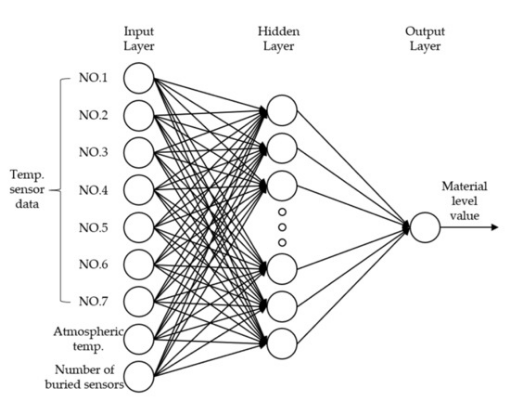 Input
Layer
Hidden
Layer
Output
Layer
NO.1
NO.2
NO.3
NO.4
NO.5
NO.6
NO.7
Temp.
sensor
data
Atmospheric
temp.
Number of
buried sensors
Material
level
value